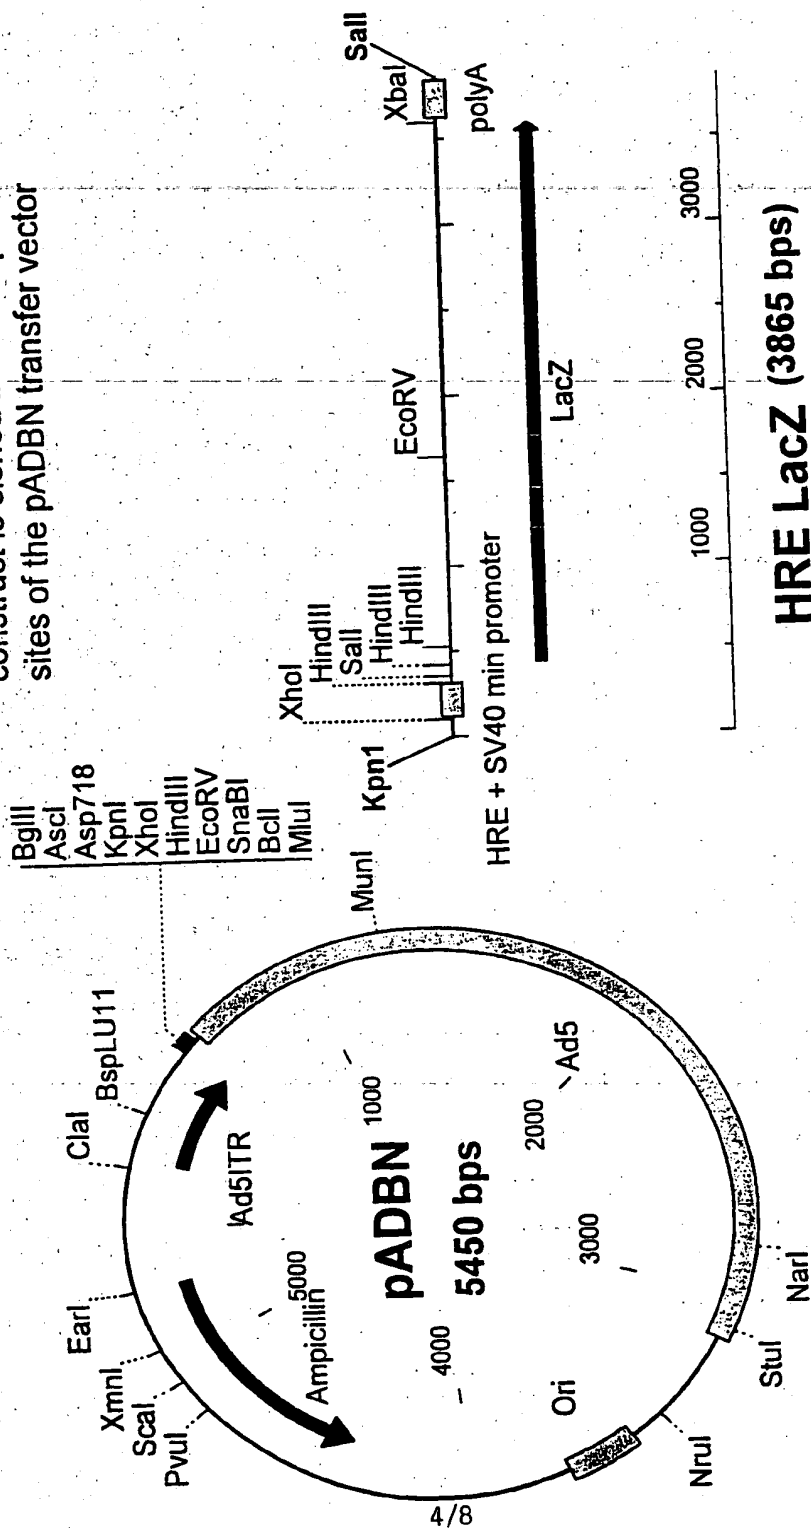 sites of the pADBN transfer vector
BglII
AscI
Asp718
KpnI
XhoI
HindIII
EcoRV
SnaBI
BclI
MluI
ClaI
BspLU11
EarI
XmnI
ScaI
PvuI
MunI
Ad5ITR
Ampicillin
5000
1000
pADBN
5450 bps
4000
2000
Ad5
3000
Ori
NruI
StuI
NarI
Kpn1
XhoI
HindIII
SalI
HindIII
HindIII
EcoRV
XbaI
SalI
polyA
HRE + SV40 min promoter
LacZ
1000
2000
3000
HRE LacZ (3865 bps)
4/8